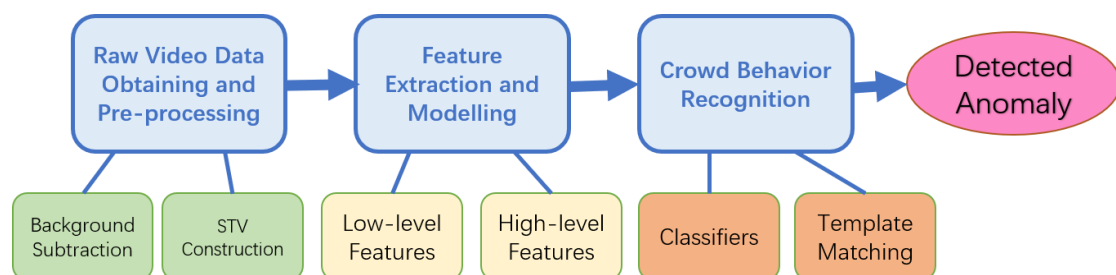 Raw Video Data
Obtaining and
Pre-processing
Feature
Extraction and
Modelling
Crowd Behavior
Recognition
Detected
Anomaly
Background
Subtraction
STV
Construction
Low-level
Features
High-level
Features
Classifiers
Template
Matching